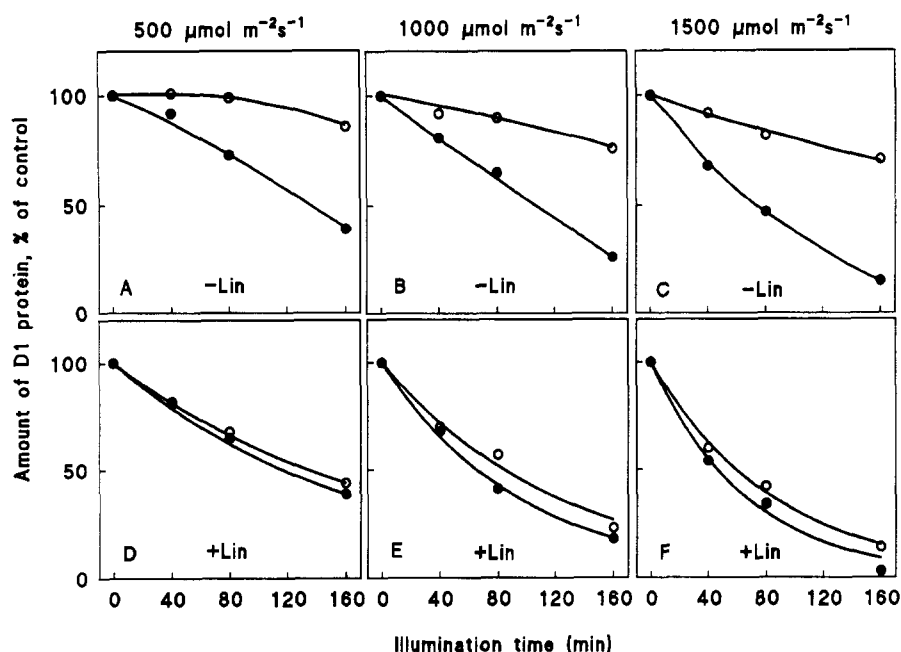 500 µmol m⁻²s⁻¹ 1000 µmol m⁻²s⁻¹ 1500 µmol m⁻²s⁻¹
Amount of D1 protein, % of control
100
50
0
A -Lin
B -Lin
C -Lin
100
50
0
D +Lin
E +Lin
F +Lin
0 40 80 120 160 0 40 80 120 160 0 40 80 120 160
Illumination time (min)